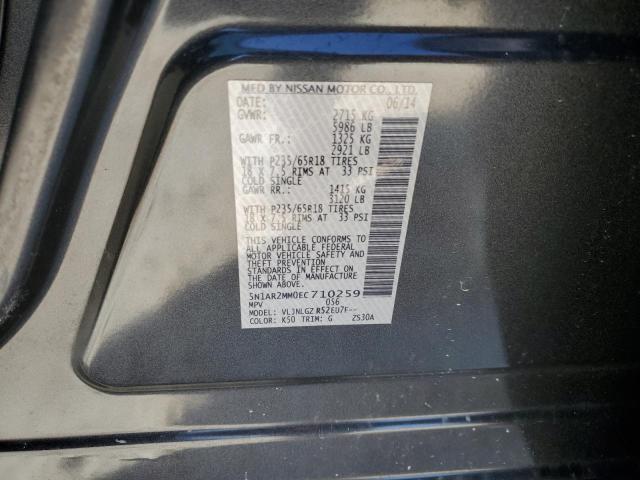 MFD BY NISSAN MOTOR CO., LTD.
DATE: 06/14
GVWR: 2715 KG
5986 LB
GAWR FR.: 1325 KG
2921 LB
WITH P235/65R18 TIRES
18 X 7.5 RIMS AT 33 PSI
COLD SINGLE
GAWR RR.: 1415 KG
3120 LB
WITH P235/65R18 TIRES
18 X 7.5 RIMS AT 33 PSI
COLD SINGLE
THIS VEHICLE CONFORMS TO
ALL APPLICABLE FEDERAL
MOTOR VEHICLE SAFETY AND
THEFT PREVENTION
STANDARDS IN EFFECT ON
THE DATE OF MANUFACTURE
SHOWN ABOVE.
5N1AR2MM0EC710259
MPV 0S6
MODEL: VLJNLGZ R52EU7F--
COLOR: K50 TRIM: G ZS30A